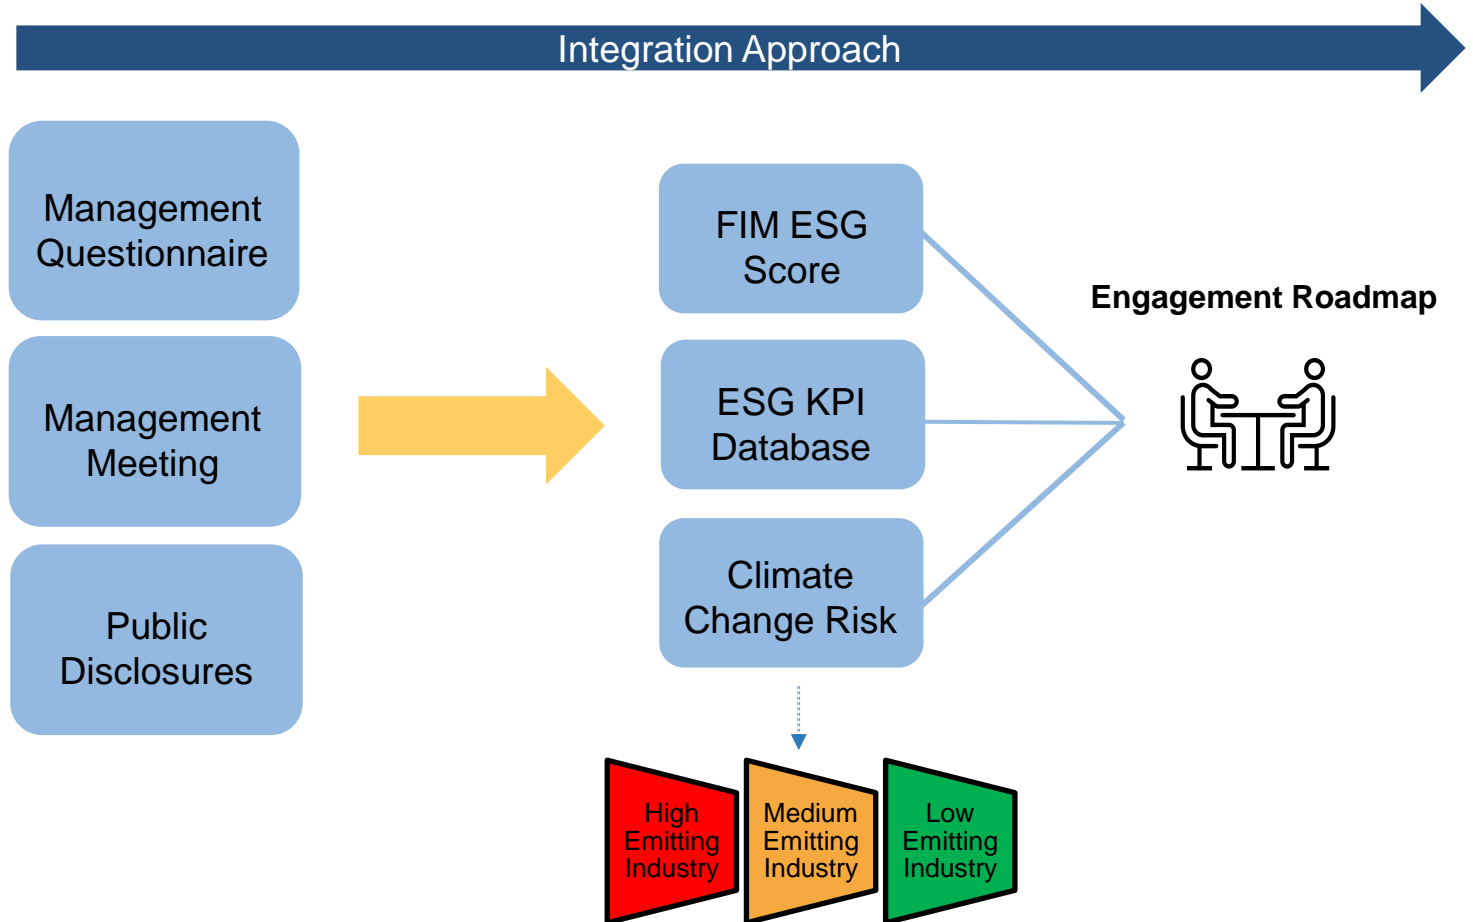 Integration Approach
Management
Questionnaire
Management
Meeting
Public
Disclosures
FIM ESG
Score
ESG KPI
Database
Climate
Change Risk
Engagement Roadmap
High
Emitting
Industry
Medium
Emitting
Industry
Low
Emitting
Industry